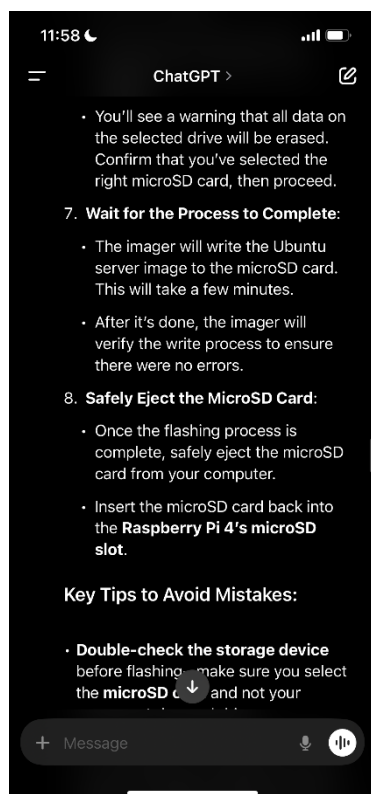 11:58
ChatGPT >
• You'll see a warning that all data on
the selected drive will be erased.
Confirm that you've selected the
right microSD card, then proceed.
7. Wait for the Process to Complete:
• The imager will write the Ubuntu
server image to the microSD card.
This will take a few minutes.
• After it's done, the imager will
verify the write process to ensure
there were no errors.
8. Safely Eject the MicroSD Card:
• Once the flashing process is
complete, safely eject the microSD
card from your computer.
• Insert the microSD card back into
the Raspberry Pi 4's microSD
slot.
Key Tips to Avoid Mistakes:
• Double-check the storage device
before flashing—make sure you select
the microSD and not your
Message